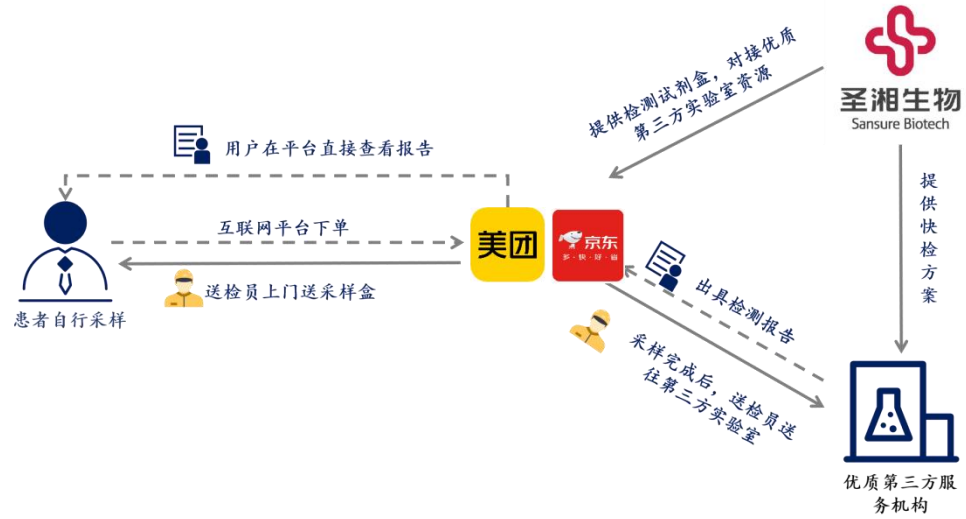 圣湘生物
Sansure Biotech
提供检测试剂盒，对接优质
第三方实验室资源
用户在平台直接查看报告
互联网平台下单
送检员上门送采样盒
患者自行采样
美团
京东
多·快·好·省
提供快检方案
出具检测报告
采样完成后，送检员送
往第三方实验室
优质第三方服
务机构